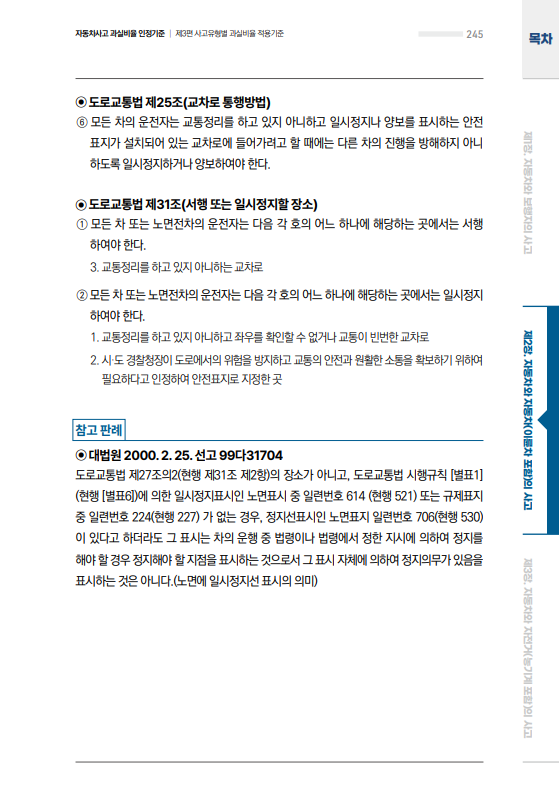 자동차사고 과실비율 인정기준 | 제3편 사고유형별 과실비율 적용기준
245
목차
◉ 도로교통법 제25조(교차로 통행방법)
⑥ 모든 차의 운전자는 교통정리를 하고 있지 아니하고 일시정지나 양보를 표시하는 안전
표지가 설치되어 있는 교차로에 들어가려고 할 때에는 다른 차의 진행을 방해하지 아니
하도록 일시정지하거나 양보하여야 한다.
◉ 도로교통법 제31조(서행 또는 일시정지할 장소)
① 모든 차 또는 노면전차의 운전자는 다음 각 호의 어느 하나에 해당하는 곳에서는 서행
하여야 한다.
3. 교통정리를 하고 있지 아니하는 교차로
② 모든 차 또는 노면전차의 운전자는 다음 각 호의 어느 하나에 해당하는 곳에서는 일시정지
하여야 한다.
1. 교통정리를 하고 있지 아니하고 좌우를 확인할 수 없거나 교통이 빈번한 교차로
2. 시·도 경찰청장이 도로에서의 위험을 방지하고 교통의 안전과 원활한 소통을 확보하기 위하여
필요하다고 인정하여 안전표지로 지정한 곳
참고 판례
◉ 대법원 2000. 2. 25. 선고 99다31704
도로교통법 제27조의2(현행 제31조 제2항)의 장소가 아니고, 도로교통법 시행규칙 [별표1]
(현행 [별표6])에 의한 일시정지표시인 노면표시 중 일련번호 614 (현행 521) 또는 규제표지
중 일련번호 224(현행 227) 가 없는 경우, 정지선표시인 노면표지 일련번호 706(현행 530)
이 있다고 하더라도 그 표시는 차의 운행 중 법령이나 법령에서 정한 지시에 의하여 정지를
해야 할 경우 정지해야 할 지점을 표시하는 것으로서 그 표시 자체에 의하여 정지의무가 있음을
표시하는 것은 아니다.(노면에 일시정지선 표시의 의미)
제1장. 자동차와 보행자의 사고
제2장. 자동차와 자동차(이륜차 포함)의 사고
제3장. 자동차와 자전거(농기계 포함)의 사고